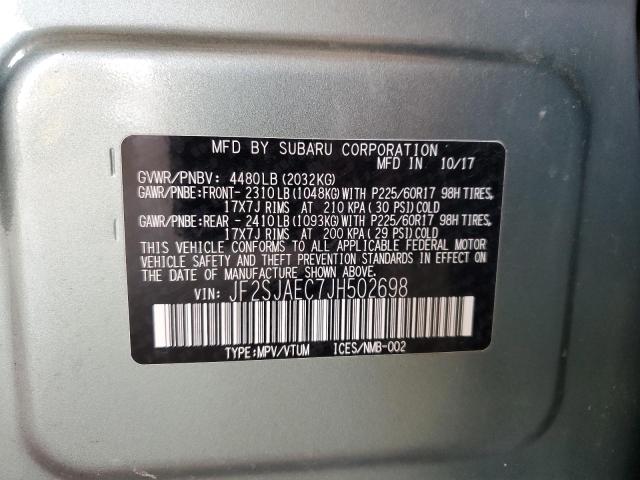 MFD BY SUBARU CORPORATION
MFD IN 10/17
GVWR/PNBV: 4480LB(2032KG)
GAWR/PNBE:FRONT- 2310LB(1048KG)WITH P225/60R17 98H TIRES,
17X7J RIMS AT 210 KPA( 30 PSI)COLD
GAWR/PNBE:REAR - 2410LB(1093KG)WITH P225/60R17 98H TIRES,
17X7J RIMS AT 200 KPA( 29 PSI)COLD
THIS VEHICLE CONFORMS TO ALL APPLICABLE FEDERAL MOTOR
VEHICLE SAFETY AND THEFT PREVENTION STANDARDS IN EFFECT
ON THE DATE OF MANUFACTURE SHOWN ABOVE.
VIN: JF2SJAEC7JH502698
TYPE:MPV/VTUM ICES/NMB-002